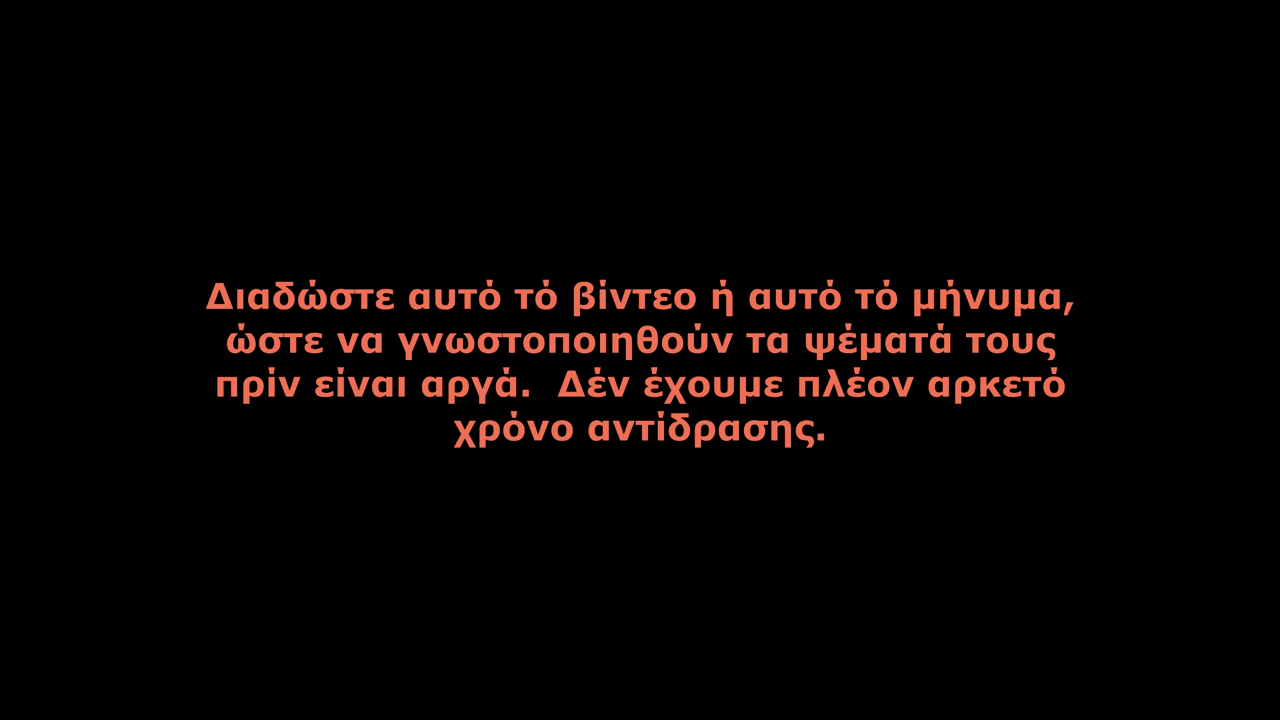 Διαδώστε αυτό τό βίντεο ή αυτό τό μήνυμα,
ώστε να γνωστοποιηθούν τα ψέματά τους
πρίν είναι αργά.  Δέν έχουμε πλέον αρκετό
χρόνο αντίδρασης.